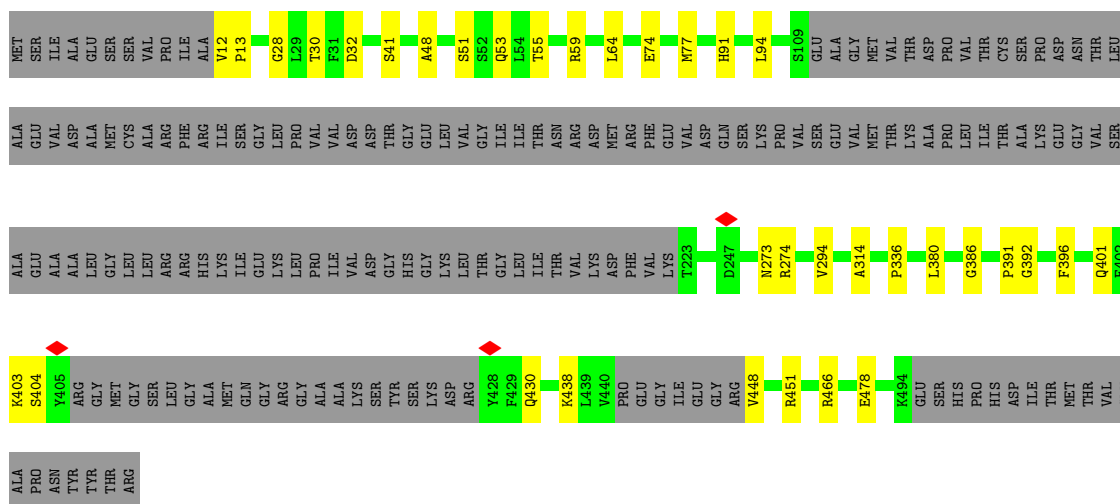 MET SER ILE ALA GLU SER SER VAL PRO ILE ALA V12 P13 G28 L29 T30 F31 D32 S41 A48 S51 S52 Q53 L54 T55 R59 L64 E74 M77 H91 L94 S109 GLU ALA GLY MET VAL THR ASP PRO VAL THR CYS SER PRO ASP ASN THR LEU
ALA GLU VAL ASP ALA MET CYS ALA ARG PHE ARG ILE SER GLY LEU PRO VAL VAL ASP ASP THR GLY GLU LEU VAL GLY ILE ILE THR ASN ARG ASP MET ARG PHE GLU VAL ASP GLN SER LYS PRO VAL SER GLU VAL MET THR LYS ALA PRO LEU ILE THR ALA LYS GLU GLY VAL SER
ALA GLU ALA ALA LEU GLY LEU LEU ARG ARG HIS LYS ILE GLU LYS LEU PRO ILE VAL ASP GLY HIS GLY LYS LEU THR GLY LEU ILE THR VAL LYS ASP PHE VAL LYS T223 D247 N273 R274 V294 A314 P336 L380 G386 P391 G392 F396 Q401 E402
K403 S404 Y405 ARG GLY MET GLY SER LEU GLY ALA MET GLN GLY ARG GLY ALA ALA LYS SER TYR SER LYS ASP ARG Y428 F429 Q430 K438 L439 V440 PRO GLU GLY ILE GLU GLY ARG V448 R451 R466 E478 K494 GLU SER HIS PRO HIS ASP ILE THR MET THR VAL
ALA PRO ASN TYR TYR THR ARG